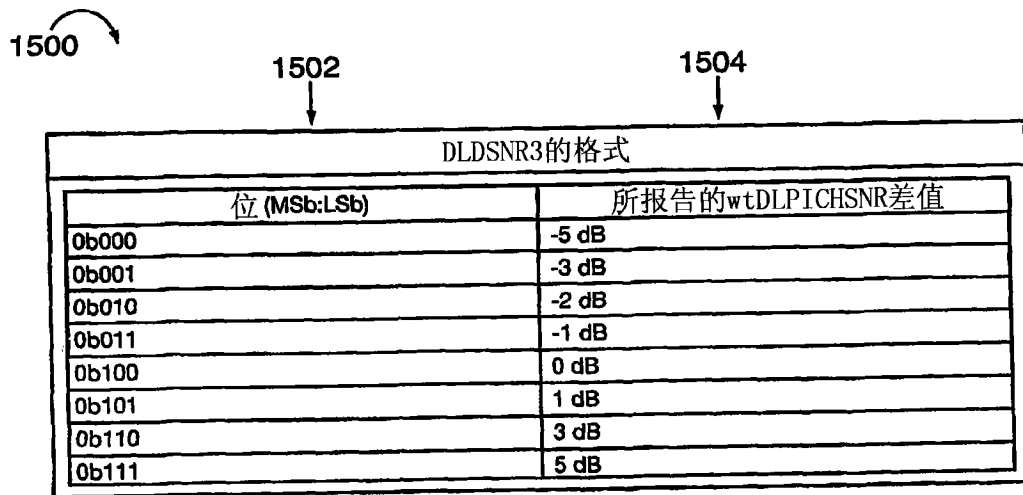 1500
1502
1504
DLDSNR3的格式
位 (MSb:LSb) 所报告的wtDLPICHSNR差值
0b000 -5 dB
0b001 -3 dB
0b010 -2 dB
0b011 -1 dB
0b100 0 dB
0b101 1 dB
0b110 3 dB
0b111 5 dB